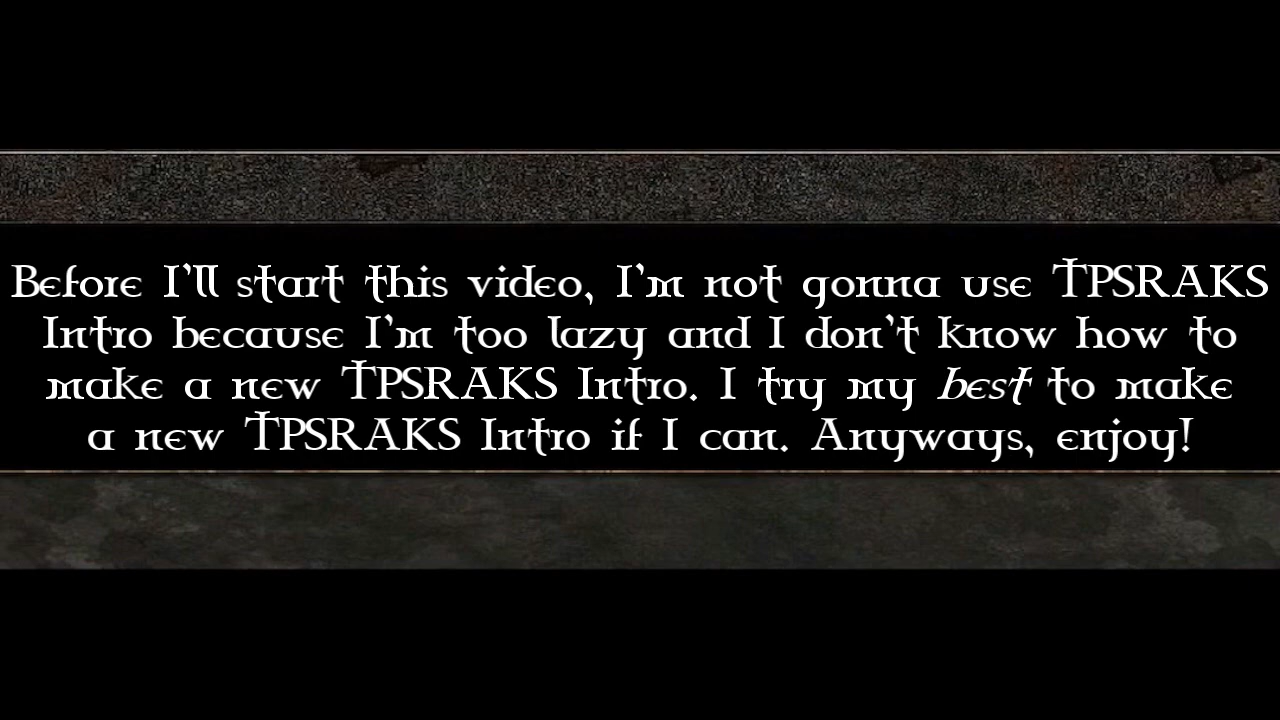 Before I'll start this video, I'm not gonna use TPSRAKS
Intro because I'm too lazy and I don't know how to
make a new TPSRAKS Intro. I try my best to make
a new TPSRAKS Intro if I can. Anyways, enjoy!